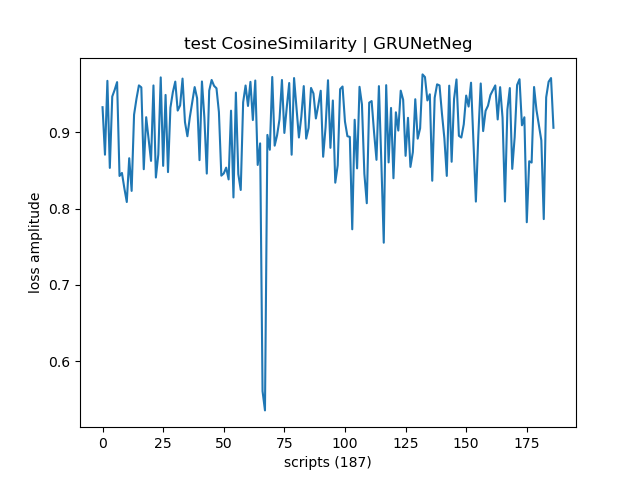 test CosineSimilarity | GRUNetNeg
loss amplitude
0.9
0.8
0.7
0.6
0 25 50 75 100 125 150 175
scripts (187)